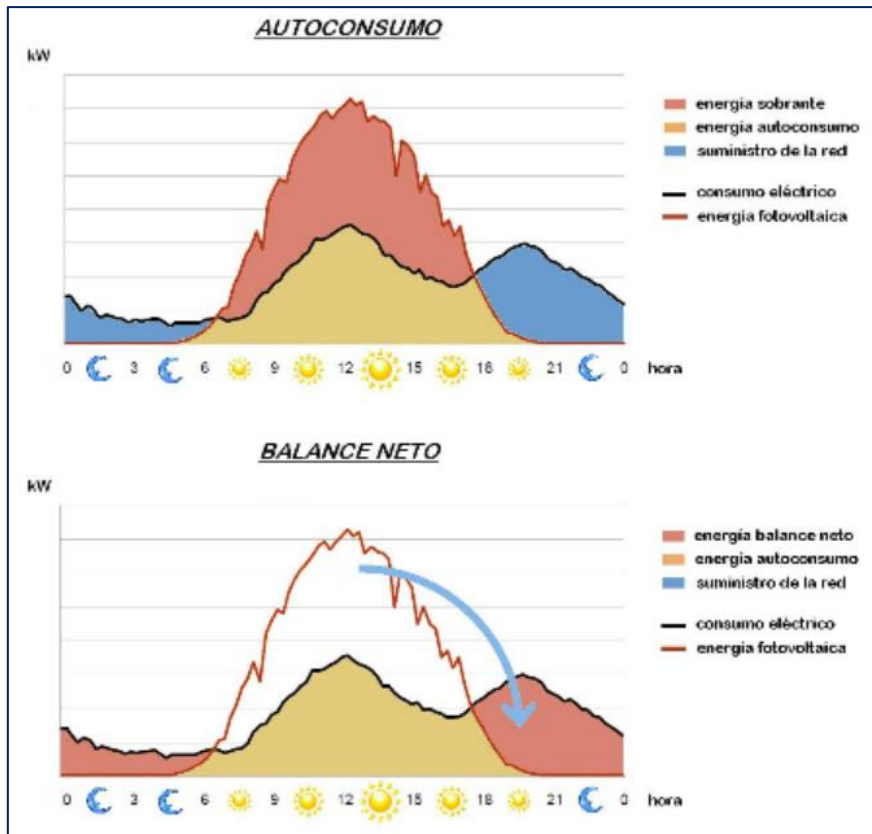 AUTOCONSUMO
kW
energía sobrante
energía autoconsumo
suministro de la red
consumo eléctrico
energía fotovoltaica
0 3 6 9 12 15 18 21 0 hora
BALANCE NETO
kW
energía balance neto
energía autoconsumo
suministro de la red
consumo eléctrico
energía fotovoltaica
0 3 6 9 12 15 18 21 0 hora